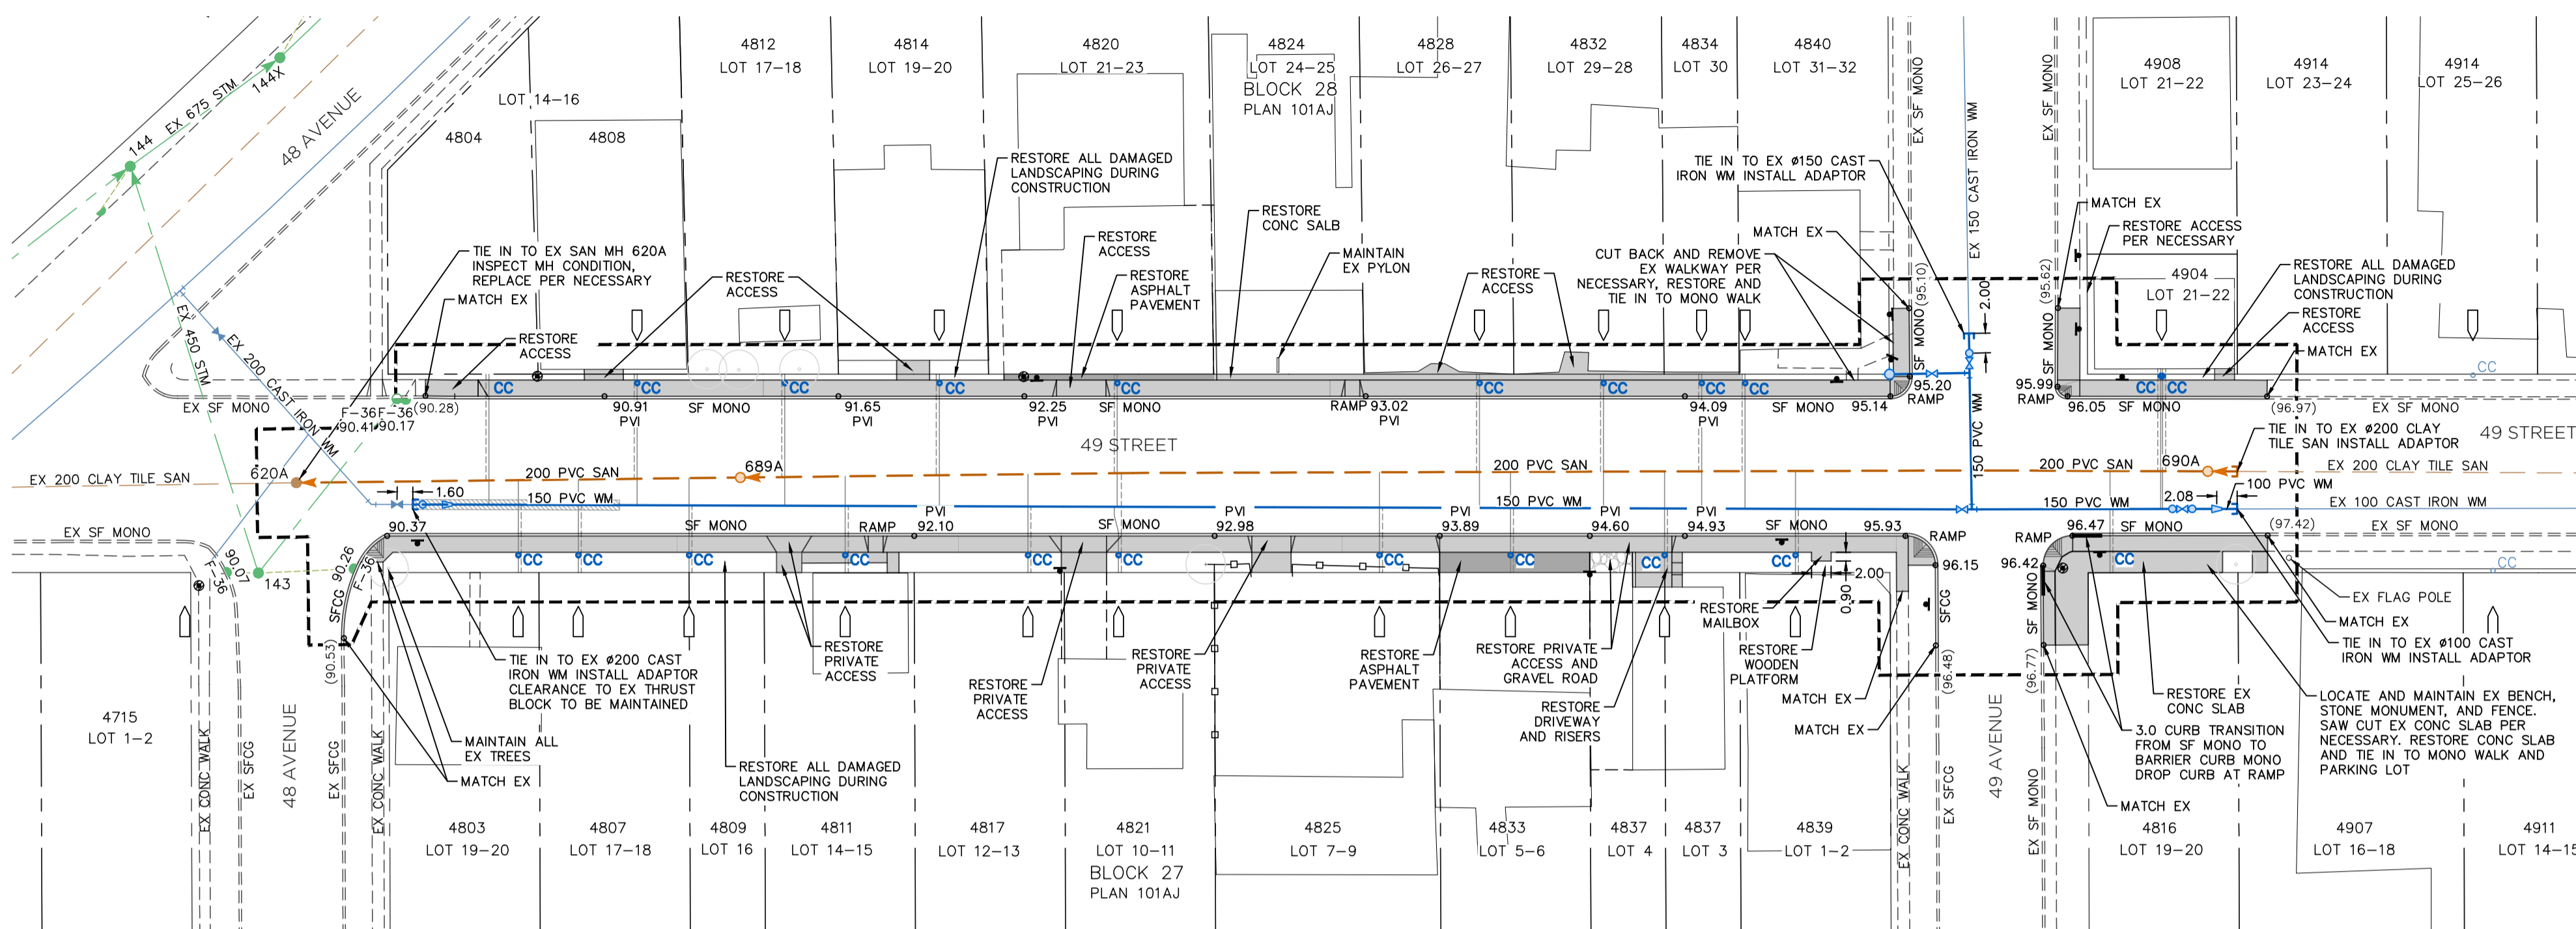 4812
LOT 17-18
4814
LOT 19-20
4820
LOT 21-23
4824
LOT 24-25
BLOCK 28
PLAN 101AJ
4828
LOT 26-27
4832
LOT 29-28
4834
LOT 30
4840
LOT 31-32
4908
LOT 21-22
4914
LOT 23-24
4914
LOT 25-26
LOT 14-16
4804
4808
144X
144
EX 675 STM
48 AVENUE
EX 450 STM
EX 200 CAST IRON WM
TIE IN TO EX SAN MH 620A
INSPECT MH CONDITION,
REPLACE PER NECESSARY
MATCH EX
RESTORE
ACCESS
RESTORE
ACCESS
RESTORE ALL DAMAGED
LANDSCAPING DURING
CONSTRUCTION
RESTORE
ACCESS
RESTORE
ASPHALT
PAVEMENT
RESTORE
CONC SALB
MAINTAIN
EX PYLON
RESTORE
ACCESS
TIE IN TO EX ø150 CAST
IRON WM INSTALL ADAPTOR
MATCH EX
CUT BACK AND REMOVE
EX WALKWAY PER
NECESSARY, RESTORE AND
TIE IN TO MONO WALK
EX SF MONO
(95.10)
SF MONO
EX 150 CAST IRON WM
2.00
EX SF MONO
(95.62)
SF MONO
MATCH EX
RESTORE ACCESS
PER NECESSARY
4904
LOT 21-22
RESTORE ALL DAMAGED
LANDSCAPING DURING
CONSTRUCTION
RESTORE
ACCESS
MATCH EX
CC
CC
CC
CC
CC
CC
CC
CC
CC
CC
CC
CC
CC
EX SF MONO
F-36
90.41
F-36
90.17
(90.28)
90.91
PVI
SF MONO
91.65
PVI
92.25
PVI
SF MONO
RAMP
93.02
PVI
94.09
PVI
SF MONO
95.14
95.20
RAMP
95.99
RAMP
96.05
SF MONO
(96.97)
EX SF MONO
49 STREET
49 STREET
TIE IN TO EX ø200 CLAY
TILE SAN INSTALL ADAPTOR
EX 200 CLAY TILE SAN
620A
200 PVC SAN
689A
200 PVC SAN
200 PVC SAN
690A
EX 200 CLAY TILE SAN
1.60
150 PVC WM
150 PVC WM
150 PVC WM
150 PVC WM
2.08
100 PVC WM
EX 100 CAST IRON WM
EX SF MONO
90.37
SF MONO
RAMP
PVI
92.10
SF MONO
PVI
92.98
PVI
93.89
PVI
94.60
PVI
94.93
SF MONO
95.93
RAMP
96.15
RAMP
96.47
SF MONO
96.42
(97.42)
EX SF MONO
90.07
F-36
143
90.26
F-36
SFCG
(90.53)
CC
CC
CC
CC
CC
CC
CC
CC
CC
CC
CC
CC
2.00
0.90
SFCG
(96.48)
SF MONO
(96.77)
EX FLAG POLE
MATCH EX
TIE IN TO EX ø100 CAST
IRON WM INSTALL ADAPTOR
TIE IN TO EX ø200 CAST
IRON WM INSTALL ADAPTOR
CLEARANCE TO EX THRUST
BLOCK TO BE MAINTAINED
MAINTAIN ALL
EX TREES
MATCH EX
RESTORE ALL DAMAGED
LANDSCAPING DURING
CONSTRUCTION
RESTORE
PRIVATE
ACCESS
RESTORE
PRIVATE
ACCESS
RESTORE
PRIVATE
ACCESS
RESTORE
ASPHALT
PAVEMENT
RESTORE PRIVATE
ACCESS AND
GRAVEL ROAD
RESTORE
DRIVEWAY
AND RISERS
RESTORE
MAILBOX
RESTORE
WOODEN
PLATFORM
MATCH EX
MATCH EX
RESTORE EX
CONC SLAB
3.0 CURB TRANSITION
FROM SF MONO TO
BARRIER CURB MONO
DROP CURB AT RAMP
MATCH EX
LOCATE AND MAINTAIN EX BENCH,
STONE MONUMENT, AND FENCE.
SAW CUT EX CONC SLAB PER
NECESSARY. RESTORE CONC SLAB
AND TIE IN TO MONO WALK AND
PARKING LOT
4715
LOT 1-2
EX CONC WALK
EX SFCG
48 AVENUE
EX SFCG
EX CONC WALK
4803
LOT 19-20
4807
LOT 17-18
4809
LOT 16
4811
LOT 14-15
4817
LOT 12-13
4821
LOT 10-11
BLOCK 27
PLAN 101AJ
4825
LOT 7-9
4833
LOT 5-6
4837
LOT 4
4837
LOT 3
4839
LOT 1-2
EX CONC WALK
EX SFCG
49 AVENUE
EX SF MONO
4816
LOT 19-20
4907
LOT 16-18
4911
LOT 14-15